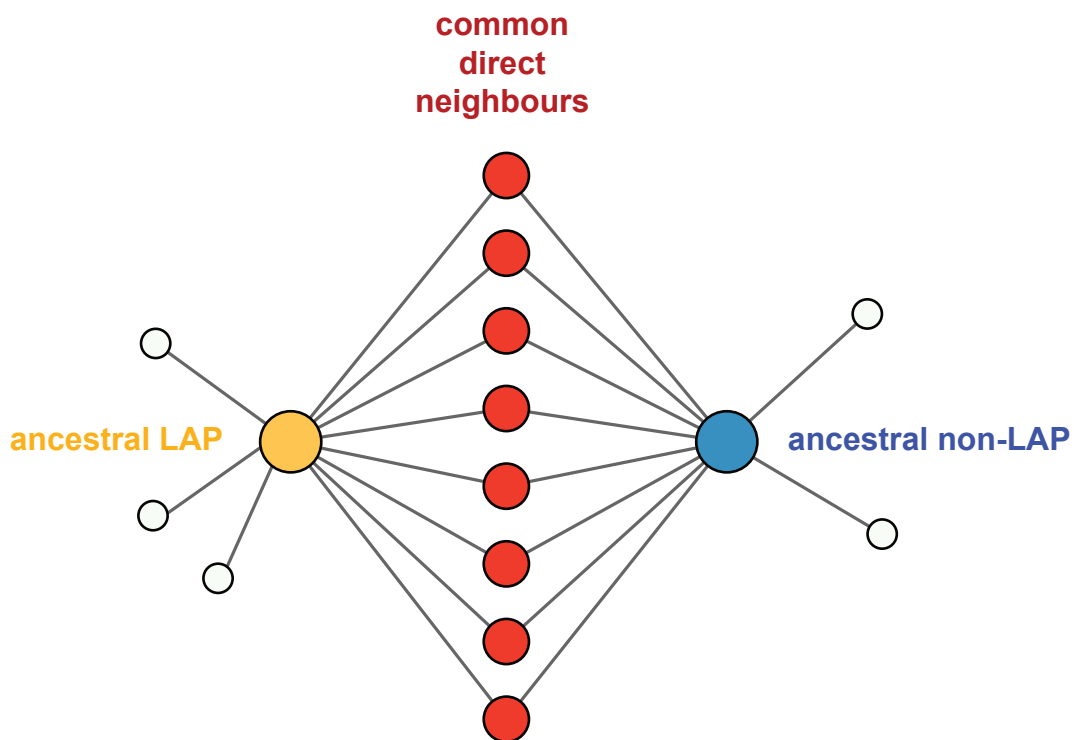 common
direct
neighbours
ancestral LAP
ancestral non-LAP